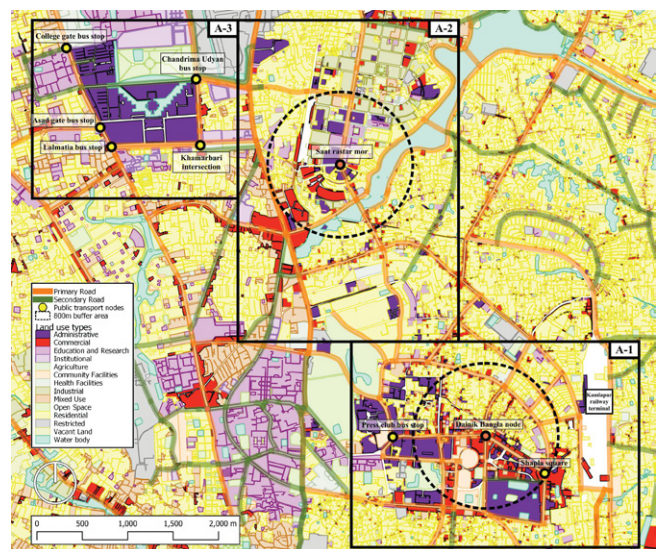 A-3
A-2
College gate bus stop
Chandrima Udyan
bus stop
Asad gate bus stop
Lalmatia bus stop
Khamarbari
Intersection
Saat rastar mor
Primary Road
Secondary Road
Public transport nodes
800m buffer area
Land use types
Administrative
Commercial
Education and Research
Institutional
Agriculture
Community Facilities
Health Facilities
Industrial
Mixed Use
Open Space
Residential
Restricted
Vacant Land
Water body
A-1
Kamlapur
railway
terminal
Press club bus stop
Dainik Bangla node
Shapla square
0 500 1,000 1,500 2,000 m